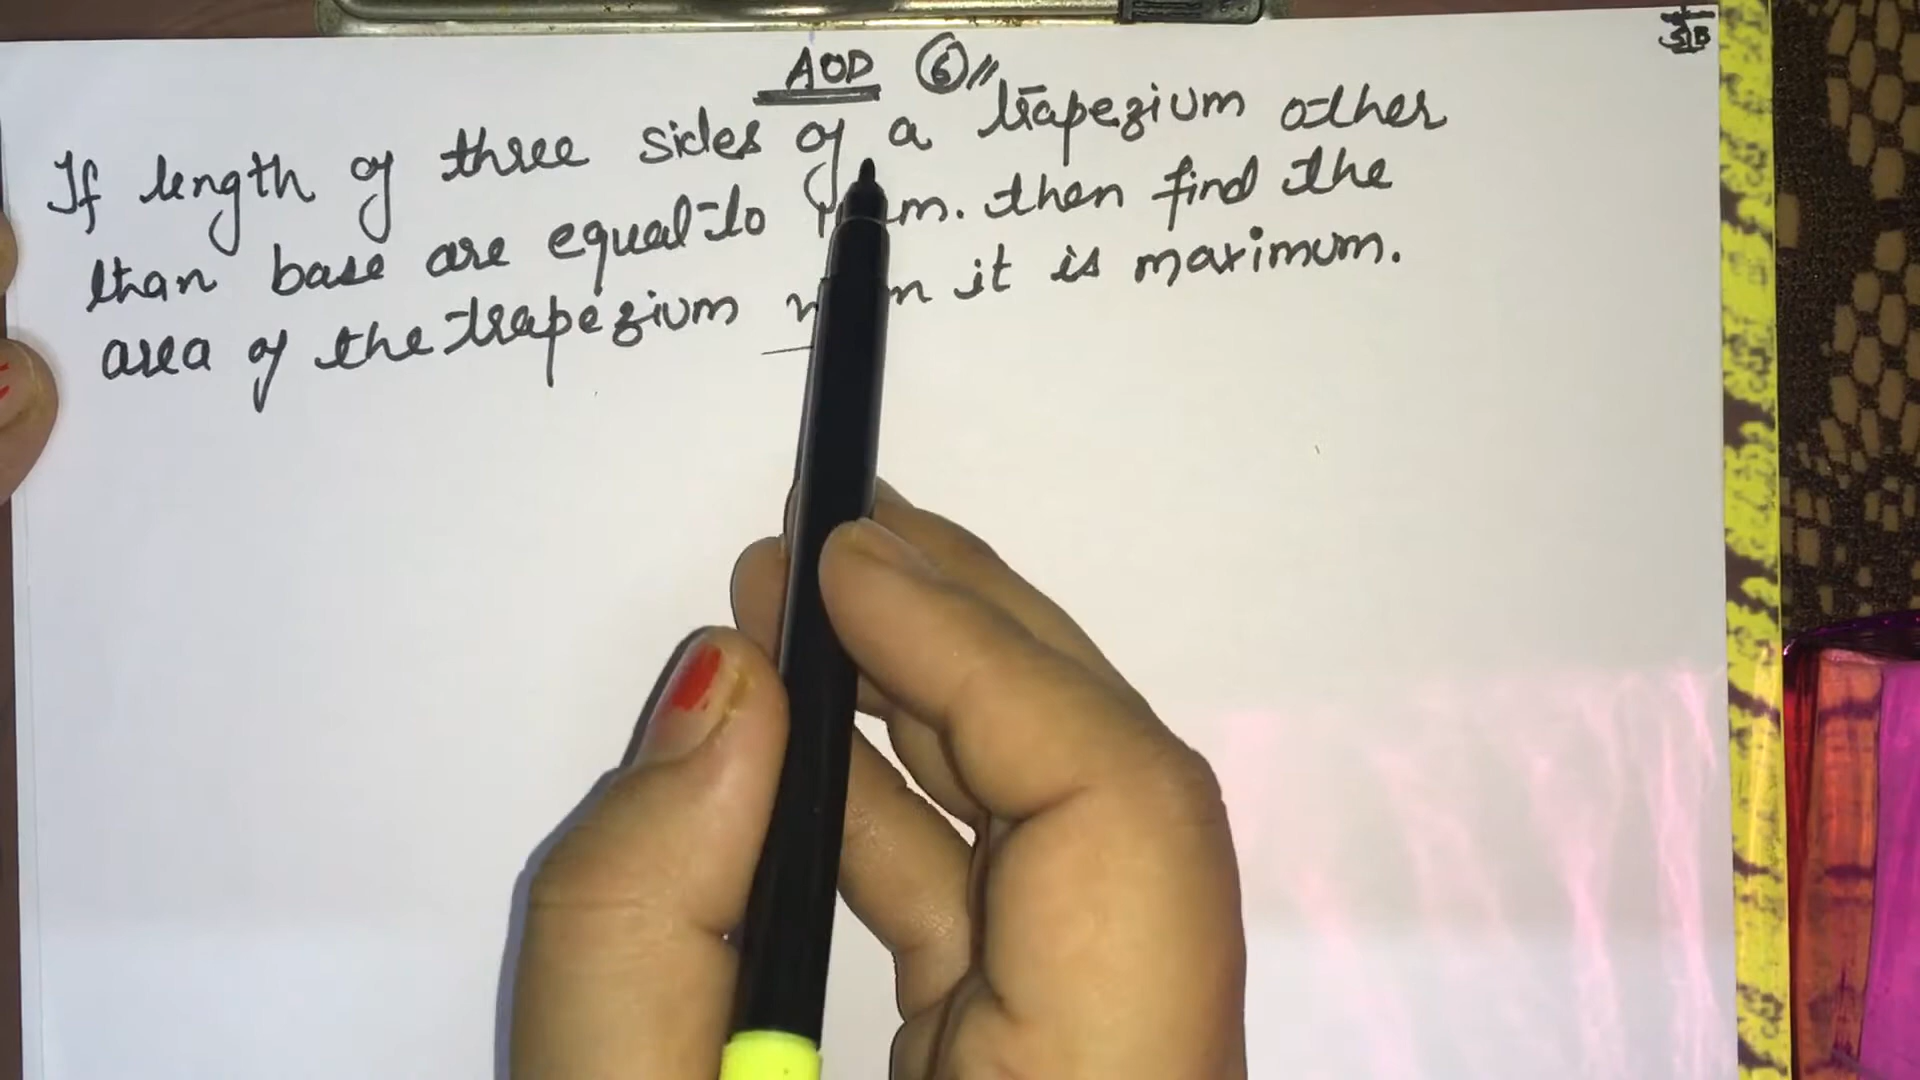 AOD 6
If length of three sides of a trapezium other
than base are equal to m. then find the
area of the trapezium it is maximum.